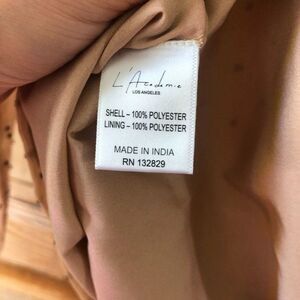 L'Academie
LOS ANGELES
SHELL – 100% POLYESTER
LINING – 100% POLYESTER
MADE IN INDIA
RN 132829